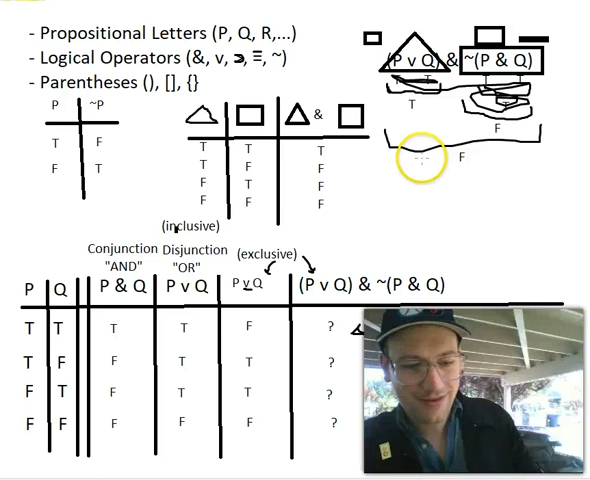 - Propositional Letters (P, Q, R,...)
- Logical Operators (&, v, ⊃, ≡, ~)
- Parentheses (), [], {}
(P v Q) & ~(P & Q)
T T T T
T T
F
F
P ~P
T F
F T
&
T T T
T F F
F T F
F F F
(inclusive)
Conjunction Disjunction (exclusive)
"AND" "OR"
P Q P & Q P v Q P v Q (P v Q) & ~(P & Q)
T T T T F ?
T F F T T ?
F T F T T ?
F F F F F ?